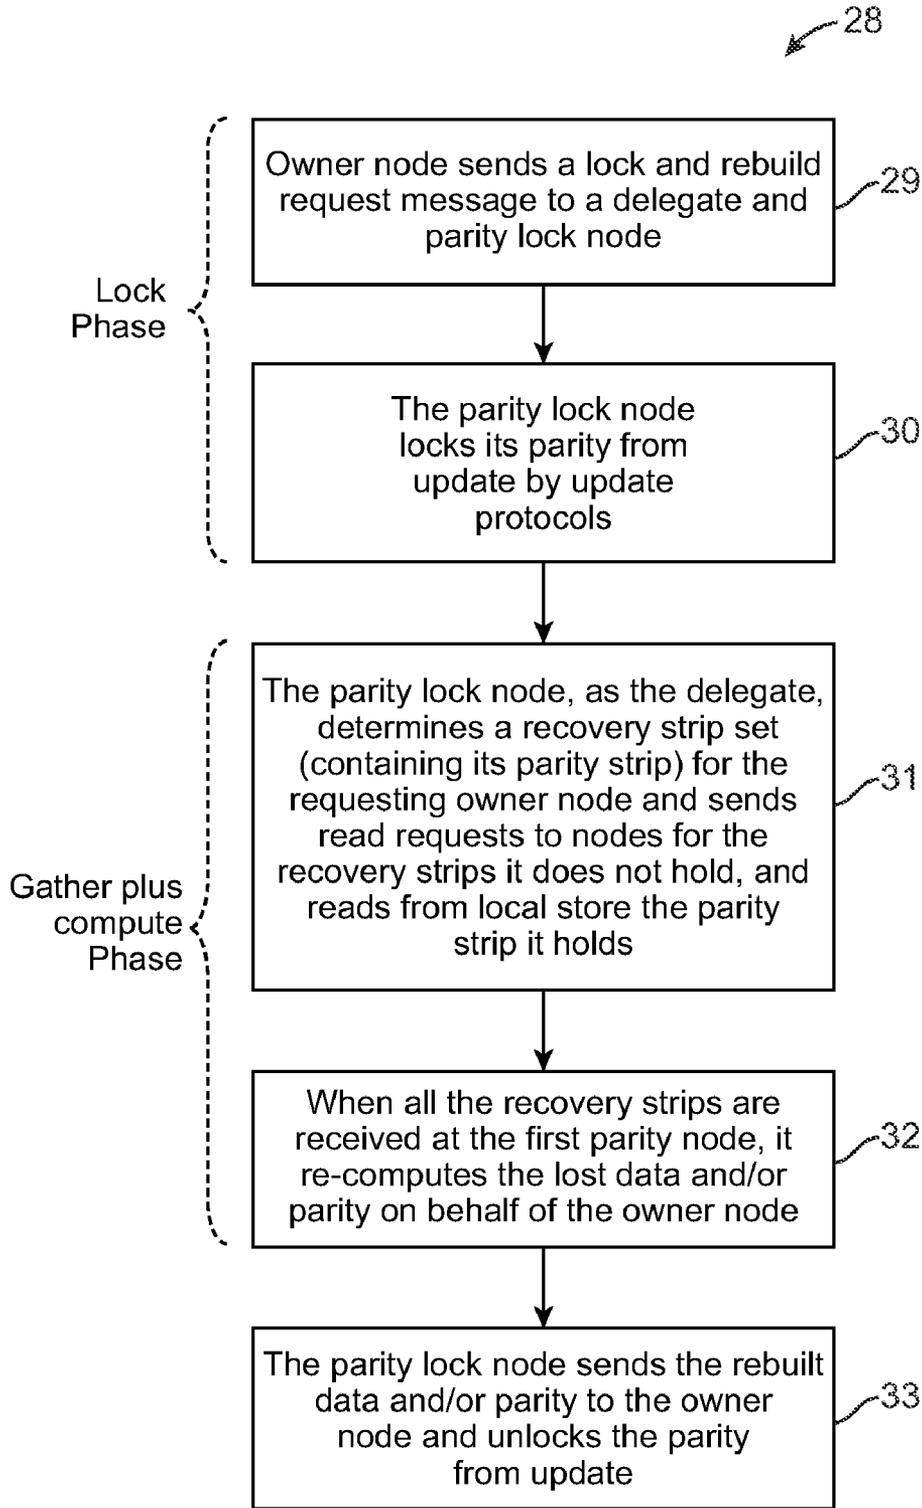 28
Owner node sends a lock and rebuild
request message to a delegate and
parity lock node
29
Lock
Phase
The parity lock node
locks its parity from
update by update
protocols
30
The parity lock node, as the delegate,
determines a recovery strip set
(containing its parity strip) for the
requesting owner node and sends
read requests to nodes for the
recovery strips it does not hold, and
reads from local store the parity
strip it holds
31
Gather plus
compute
Phase
When all the recovery strips are
received at the first parity node, it
re-computes the lost data and/or
parity on behalf of the owner node
32
The parity lock node sends the rebuilt
data and/or parity to the owner
node and unlocks the parity
from update
33